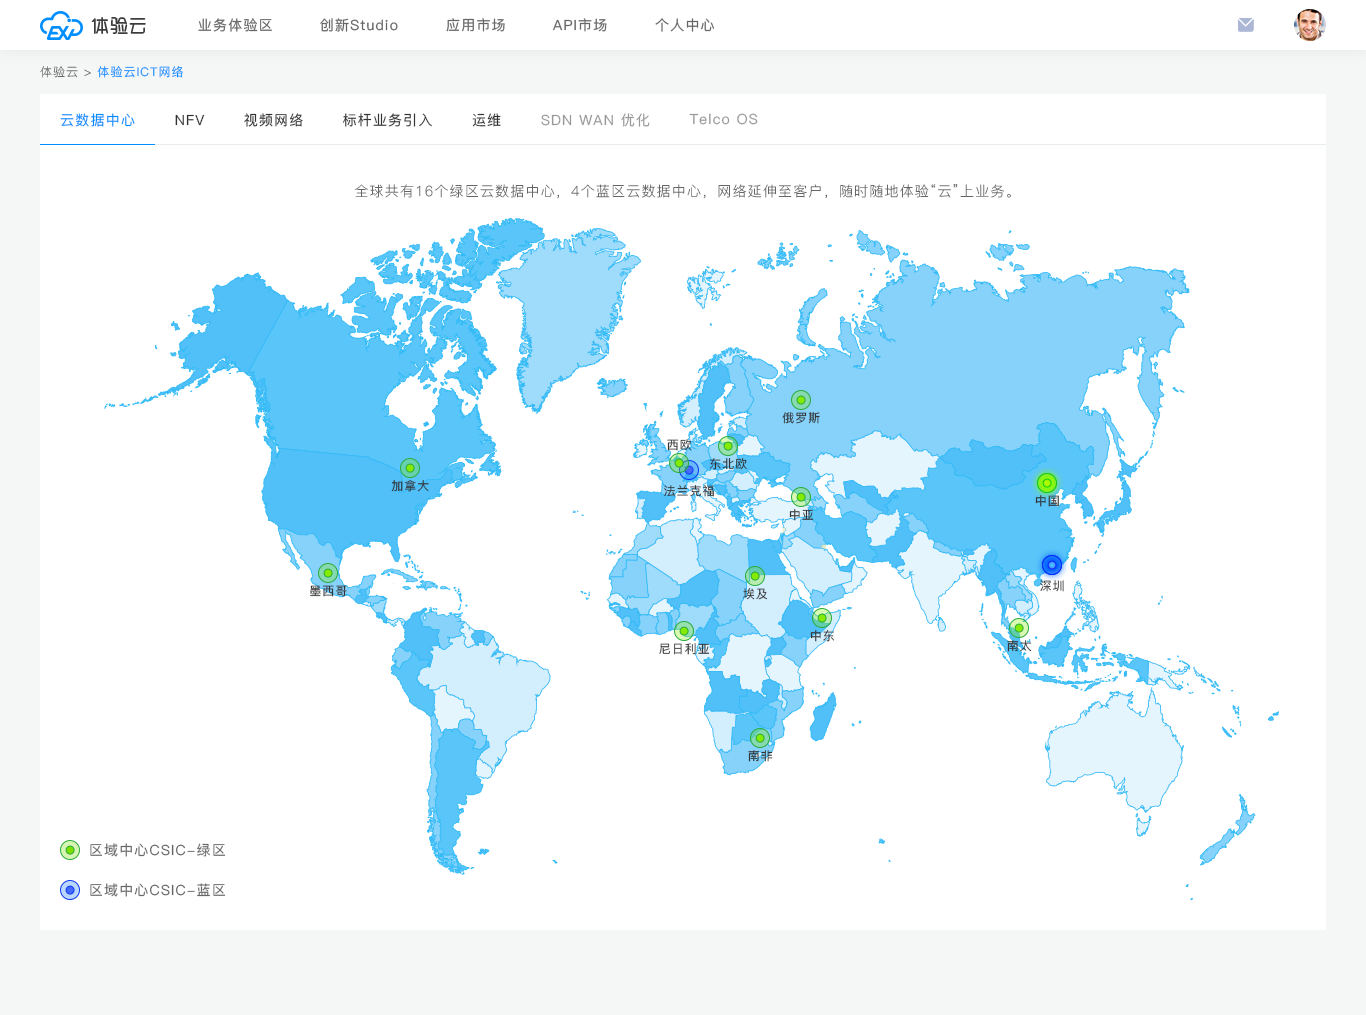 EXP 体验云
业务体验区 创新Studio 应用市场 API市场 个人中心
体验云 > 体验云ICT网络
云数据中心 NFV 视频网络 标杆业务引入 运维 SDN WAN 优化 Telco OS
全球共有16个绿区云数据中心，4个蓝区云数据中心，网络延伸至客户，随时随地体验“云”上业务。
俄罗斯
西欧
东北欧
加拿大
法兰克福
中国
中亚
墨西哥
埃及
深圳
中东
尼日利亚
南太
南非
区域中心CSIC-绿区
区域中心CSIC-蓝区